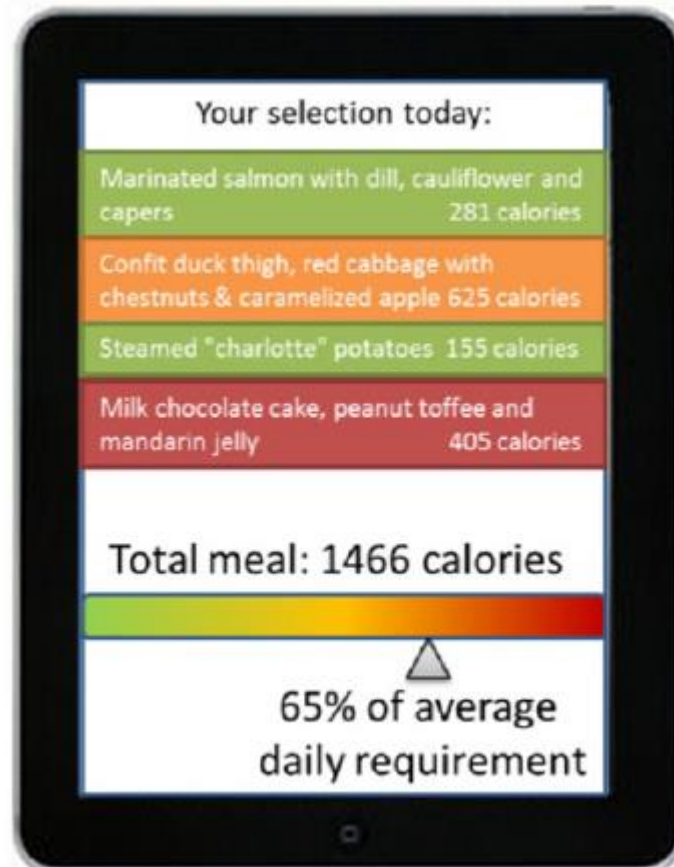 Your selection today:
Marinated salmon with dill, cauliflower and
capers 281 calories
Confit duck thigh, red cabbage with
chestnuts & caramelized apple 625 calories
Steamed "charlotte" potatoes 155 calories
Milk chocolate cake, peanut toffee and
mandarin jelly 405 calories
Total meal: 1466 calories
65% of average
daily requirement